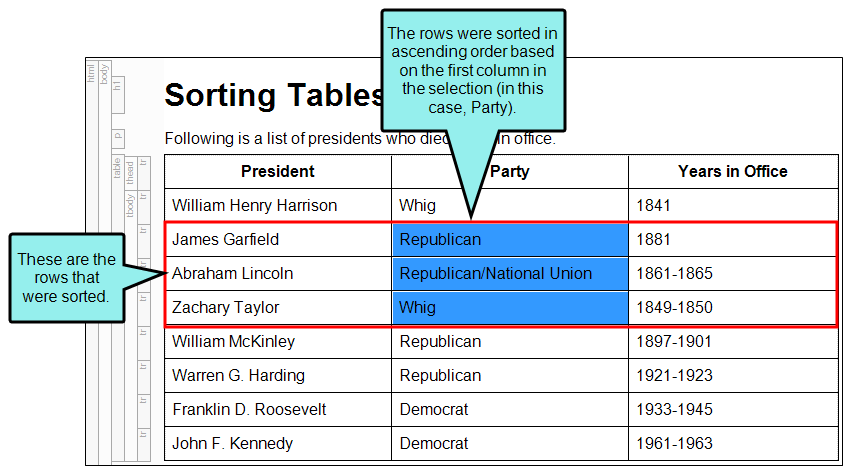 The rows were sorted in
ascending order based
on the first column in
the selection (in this
case, Party).
html
body
h1
Sorting Tables
p
Following is a list of presidents who died in office.
table
thead
tr
President Party Years in Office
tbody
tr
William Henry Harrison Whig 1841
tr
James Garfield Republican 1881
These are the
rows that
were sorted.
tr
Abraham Lincoln Republican/National Union 1861-1865
tr
Zachary Taylor Whig 1849-1850
tr
William McKinley Republican 1897-1901
tr
Warren G. Harding Republican 1921-1923
tr
Franklin D. Roosevelt Democrat 1933-1945
tr
John F. Kennedy Democrat 1961-1963